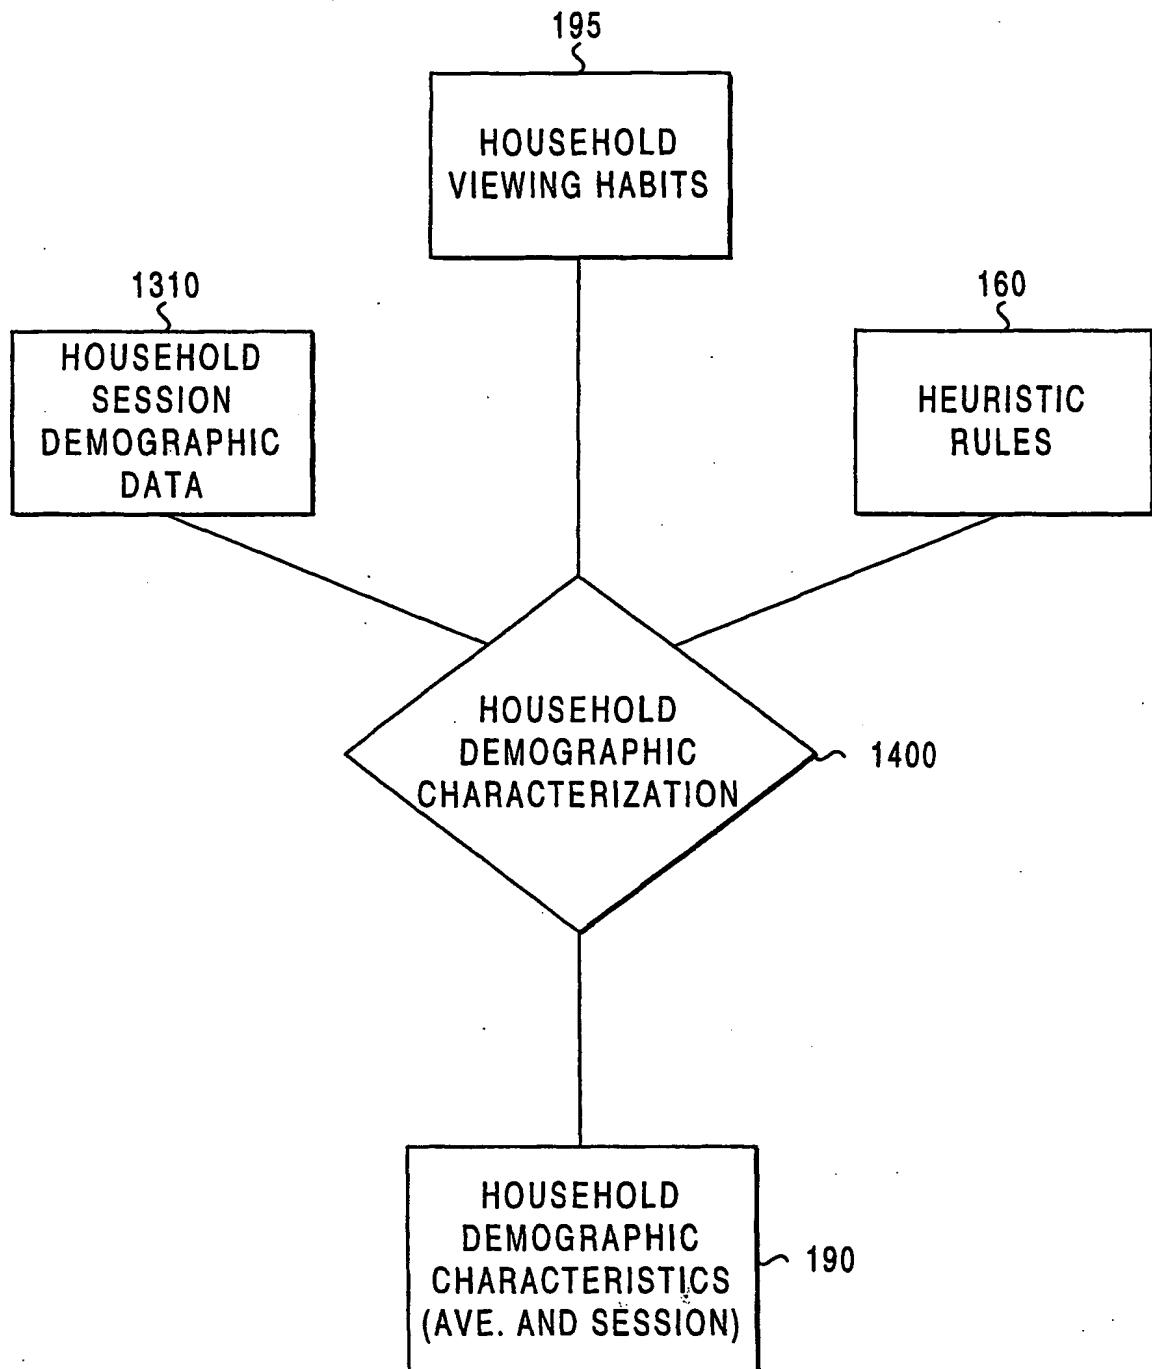 195
HOUSEHOLD
VIEWING HABITS
1310
HOUSEHOLD
SESSION
DEMOGRAPHIC
DATA
160
HEURISTIC
RULES
HOUSEHOLD
DEMOGRAPHIC
CHARACTERIZATION
1400
HOUSEHOLD
DEMOGRAPHIC
CHARACTERISTICS
(AVE. AND SESSION)
190